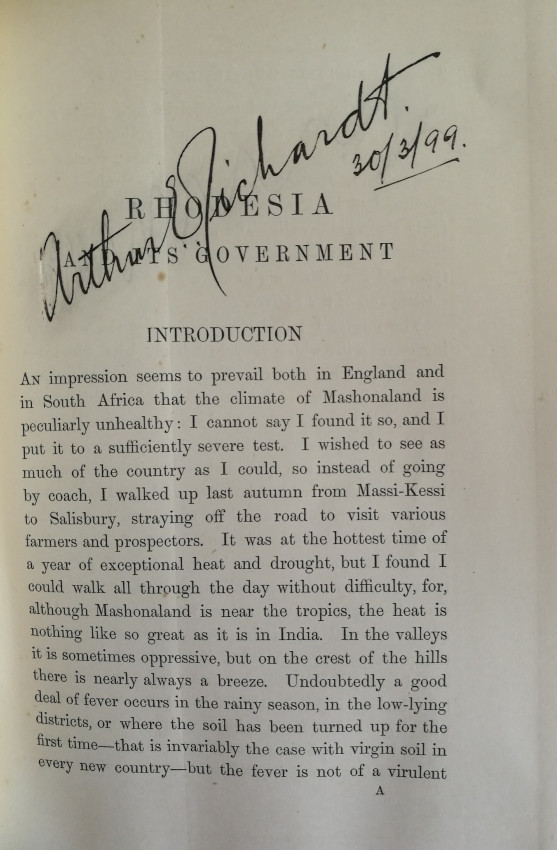 Arthur E Richardt.
30/3/99.
RHODESIA
AND ITS GOVERNMENT
INTRODUCTION
AN impression seems to prevail both in England and
in South Africa that the climate of Mashonaland is
peculiarly unhealthy: I cannot say I found it so, and I
put it to a sufficiently severe test. I wished to see as
much of the country as I could, so instead of going
by coach, I walked up last autumn from Massi-Kessi
to Salisbury, straying off the road to visit various
farmers and prospectors. It was at the hottest time of
a year of exceptional heat and drought, but I found I
could walk all through the day without difficulty, for,
although Mashonaland is near the tropics, the heat is
nothing like so great as it is in India. In the valleys
it is sometimes oppressive, but on the crest of the hills
there is nearly always a breeze. Undoubtedly a good
deal of fever occurs in the rainy season, in the low-lying
districts, or where the soil has been turned up for the
first time—that is invariably the case with virgin soil in
every new country—but the fever is not of a virulent
A